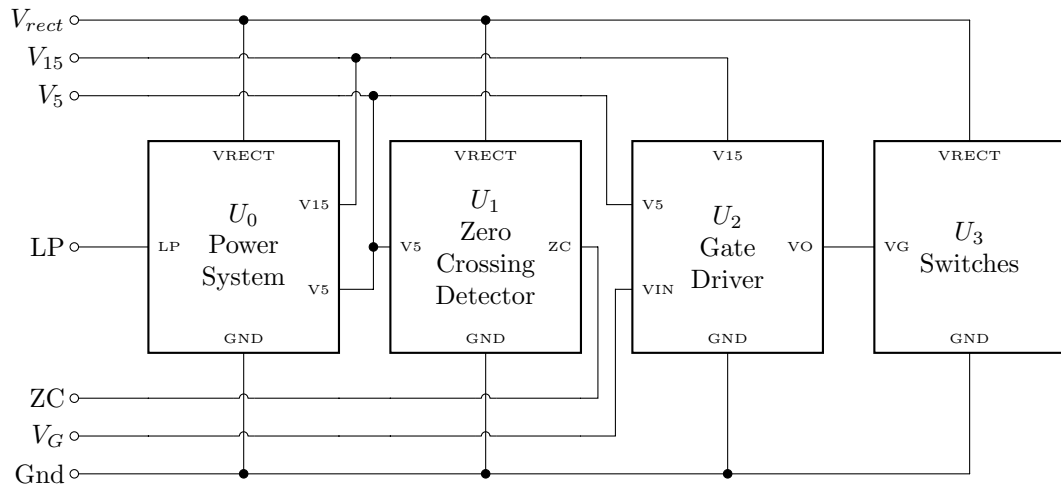 V_rect
V_15
V_5
VRECT
VRECT
V15
VRECT
V15
V5
U_0
Power
System
U_1
Zero
Crossing
Detector
U_2
Gate
Driver
U_3
Switches
LP
LP
V5
ZC
VO
VG
V5
VIN
GND
GND
GND
GND
ZC
V_G
Gnd